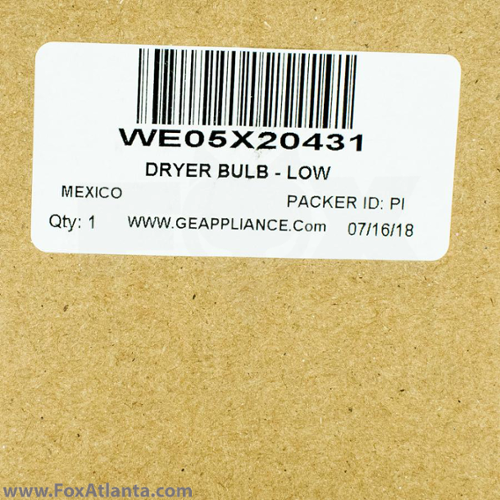 WE05X20431
DRYER BULB - LOW
MEXICO PACKER ID: PI
Qty: 1 WWW.GEAPPLIANCE.Com 07/16/18
www.FoxAtlanta.com